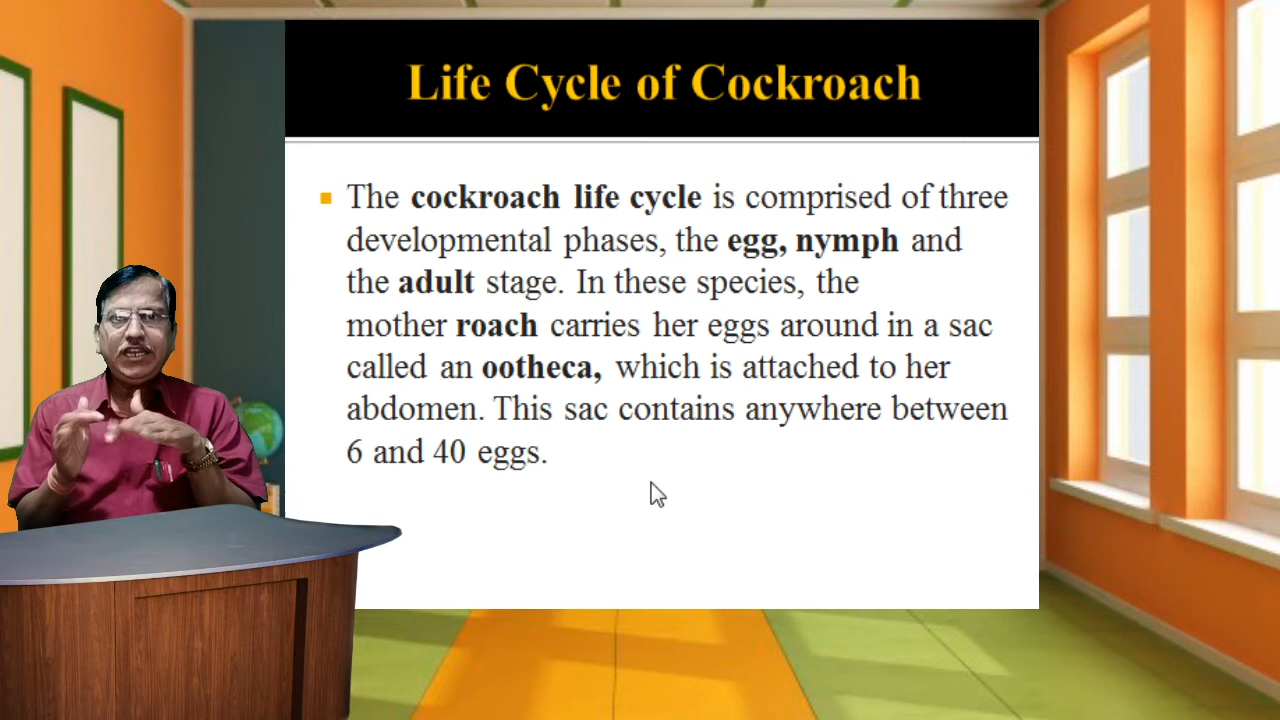 Life Cycle of Cockroach
The cockroach life cycle is comprised of three
developmental phases, the egg, nymph and
the adult stage. In these species, the
mother roach carries her eggs around in a sac
called an ootheca, which is attached to her
abdomen. This sac contains anywhere between
6 and 40 eggs.